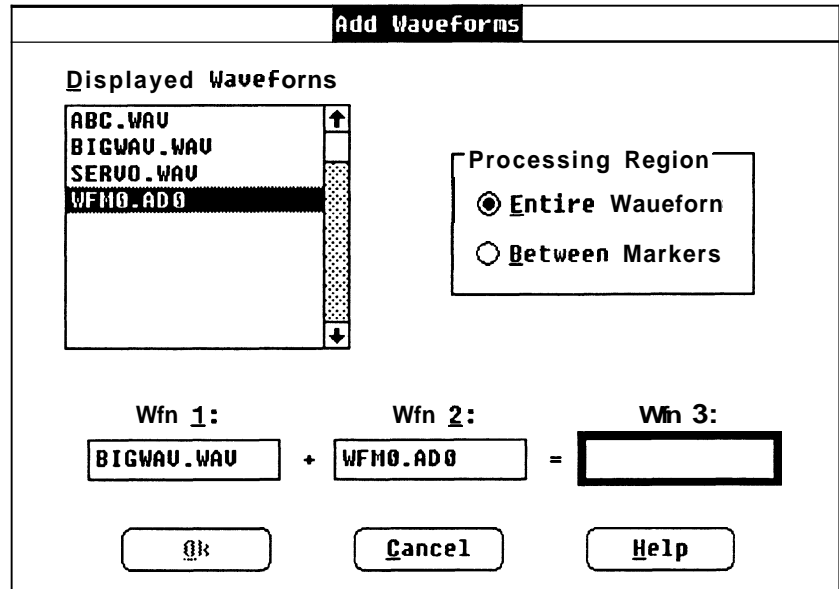 Add Waveforms
Displayed Waveforns
ABC.WAV
BIGWAV.WAV
SERVO.WAV
WFM0.AD0
Processing Region
Entire Waueforn
Between Markers
Wfn 1:
Wfn 2:
Wfn 3:
BIGWAV.WAV + WFM0.AD0 =
Ok
Cancel
Help